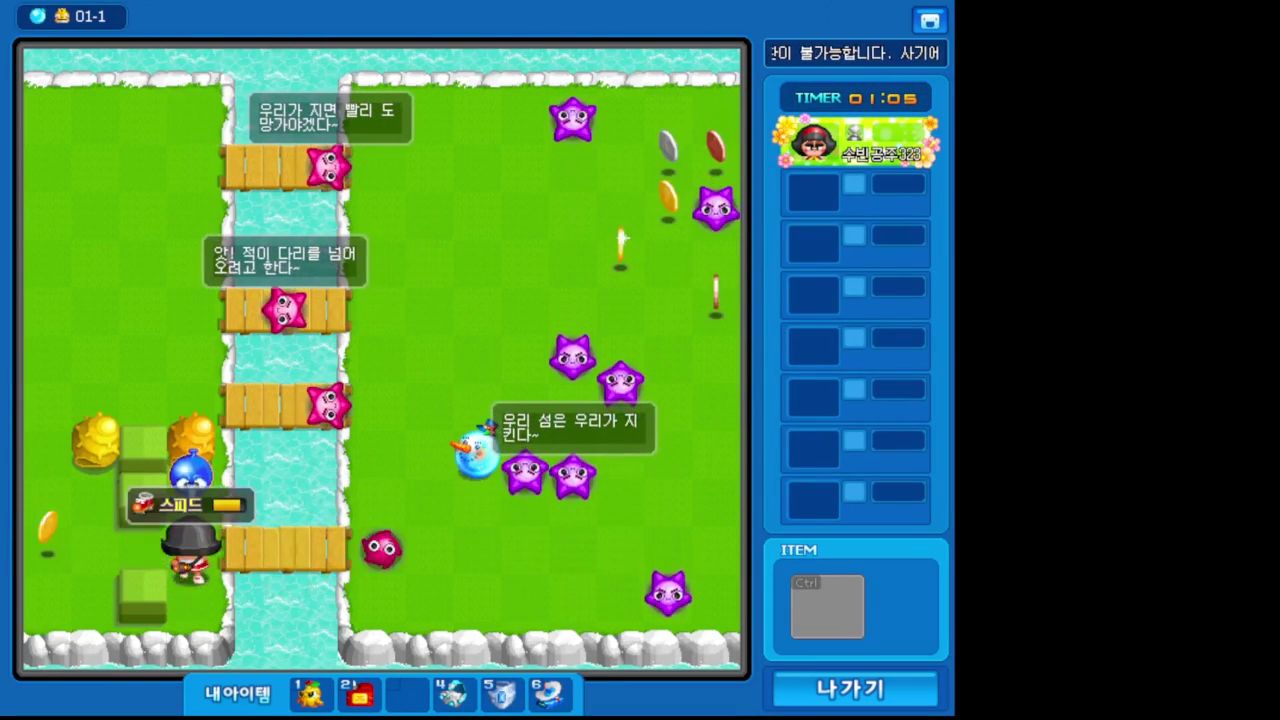 01-1
;이 불가능합니다. 사기에
TIMER 01:05
수빈공주023
우리가 지면 빨리 도
망가야겠다~
앗! 적이 다리를 넘어
오려고 한다~
우리 섬은 우리가 지
킨다~
스피드
ITEM
Ctrl
내아이템
1
2
4
5
6
나가기